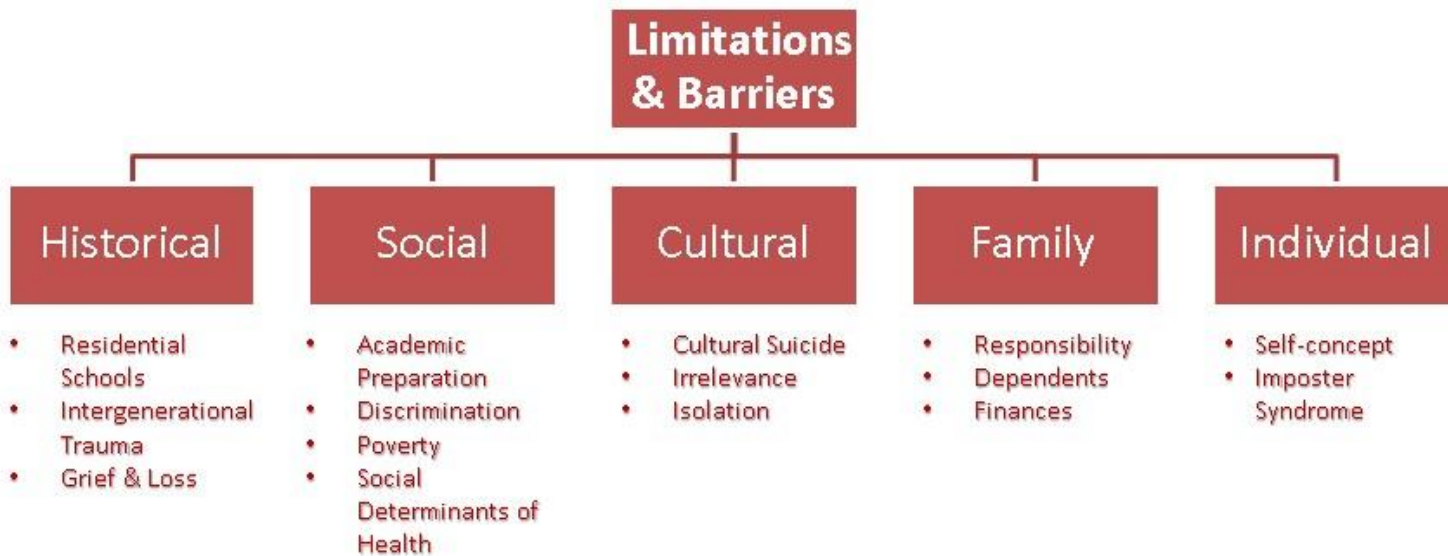 Limitations
& Barriers
Historical
Social
Cultural
Family
Individual
• Residential
Schools
• Intergenerational
Trauma
• Grief & Loss
• Academic
Preparation
• Discrimination
• Poverty
• Social
Determinants of
Health
• Cultural Suicide
• Irrelevance
• Isolation
• Responsibility
• Dependents
• Finances
• Self-concept
• Imposter
Syndrome